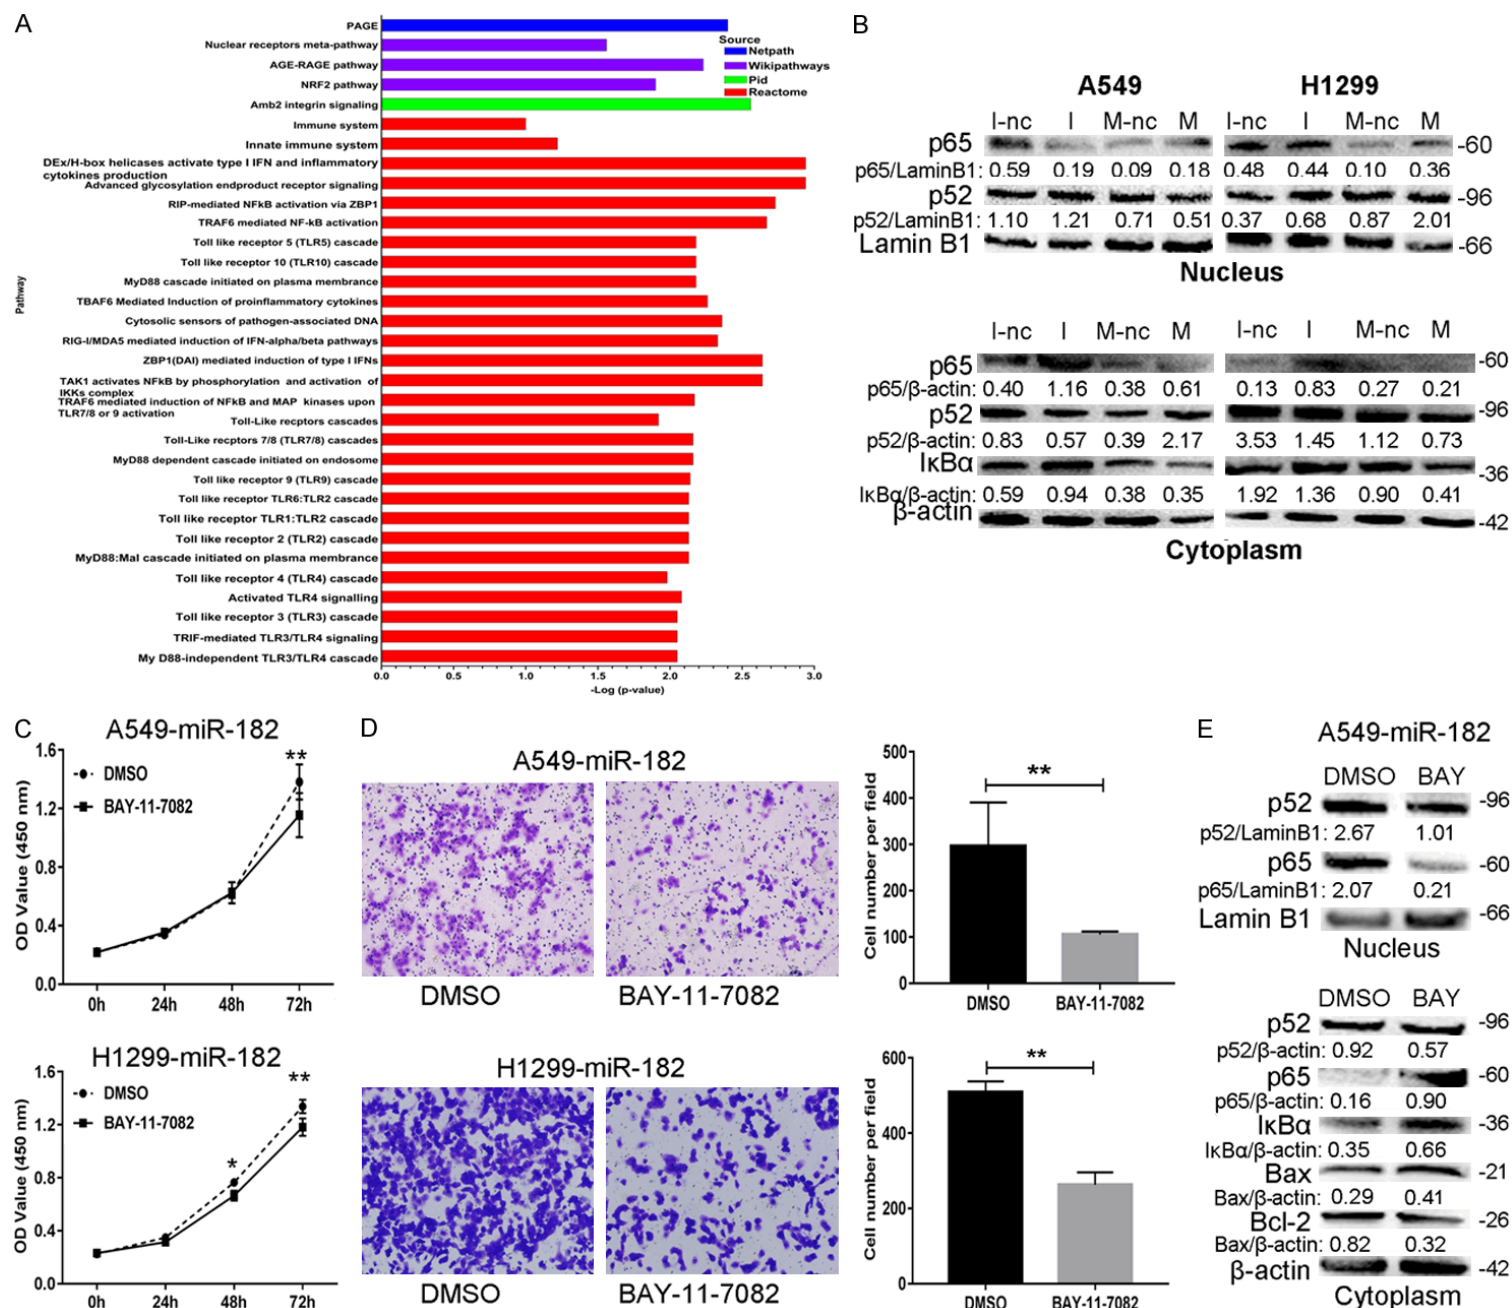 A
PAGE
Nuclear receptors meta-pathway
AGE-RAGE pathway
NRF2 pathway
Amb2 integrin signaling
Immune system
Innate immune system
DEx/H-box helicases activate type I IFN and inflammatory
cytokines production
Advanced glycosylation endproduct receptor signaling
RIP-mediated NFkB activation via ZBP1
TRAF6 mediated NF-kB activation
Toll like receptor 5 (TLR5) cascade
Toll like receptor 10 (TLR10) cascade
MyD88 cascade initiated on plasma membrance
TBAF6 Mediated Induction of proinflammatory cytokines
Cytosolic sensors of pathogen-associated DNA
RIG-I/MDA5 mediated induction of IFN-alpha/beta pathways
ZBP1(DAI) mediated induction of type I IFNs
TAK1 activates NFkB by phosphorylation and activation of
IKKs complex
TRAF6 mediated induction of NFkB and MAP kinases upon
TLR7/8 or 9 activation
Toll-Like recptors cascades
Toll-Like recptors 7/8 (TLR7/8) cascades
MyD88 dependent cascade initiated on endosome
Toll like receptor 9 (TLR9) cascade
Toll like receptor TLR6:TLR2 cascade
Toll like receptor TLR1:TLR2 cascade
Toll like receptor 2 (TLR2) cascade
MyD88:Mal cascade initiated on plasma membrance
Toll like receptor 4 (TLR4) cascade
Activated TLR4 signalling
Toll like receptor 3 (TLR3) cascade
TRIF-mediated TLR3/TLR4 signaling
My D88-independent TLR3/TLR4 cascade
Pathway
0.0 0.5 1.0 1.5 2.0 2.5 3.0
-Log (p-value)
Source
Netpath
Wikipathways
Pid
Reactome
B
A549 H1299
I-nc I M-nc M I-nc I M-nc M
p65 -60
p65/LaminB1: 0.59 0.19 0.09 0.18 0.48 0.44 0.10 0.36
p52 -96
p52/LaminB1: 1.10 1.21 0.71 0.51 0.37 0.68 0.87 2.01
Lamin B1 -66
Nucleus
I-nc I M-nc M I-nc I M-nc M
p65 -60
p65/β-actin: 0.40 1.16 0.38 0.61 0.13 0.83 0.27 0.21
p52 -96
p52/β-actin: 0.83 0.57 0.39 2.17 3.53 1.45 1.12 0.73
IκBα -36
IκBα/β-actin: 0.59 0.94 0.38 0.35 1.92 1.36 0.90 0.41
β-actin -42
Cytoplasm
C
A549-miR-182
OD Value (450 nm)
1.6
1.2
0.8
0.4
0.0
DMSO
BAY-11-7082
**
0h 24h 48h 72h
H1299-miR-182
OD Value (450 nm)
1.6
1.2
0.8
0.4
0.0
DMSO
BAY-11-7082
*
**
0h 24h 48h 72h
D
A549-miR-182
DMSO BAY-11-7082
Cell number per field
500
400
300
200
100
0
**
DMSO BAY-11-7082
H1299-miR-182
DMSO BAY-11-7082
Cell number per field
600
400
200
0
**
DMSO BAY-11-7082
E
A549-miR-182
DMSO BAY
p52 -96
p52/LaminB1: 2.67 1.01
p65 -60
p65/LaminB1: 2.07 0.21
Lamin B1 -66
Nucleus
DMSO BAY
p52 -96
p52/β-actin: 0.92 0.57
p65 -60
p65/β-actin: 0.16 0.90
IκBα -36
IκBα/β-actin: 0.35 0.66
Bax -21
Bax/β-actin: 0.29 0.41
Bcl-2 -26
Bax/β-actin: 0.82 0.32
β-actin -42
Cytoplasm